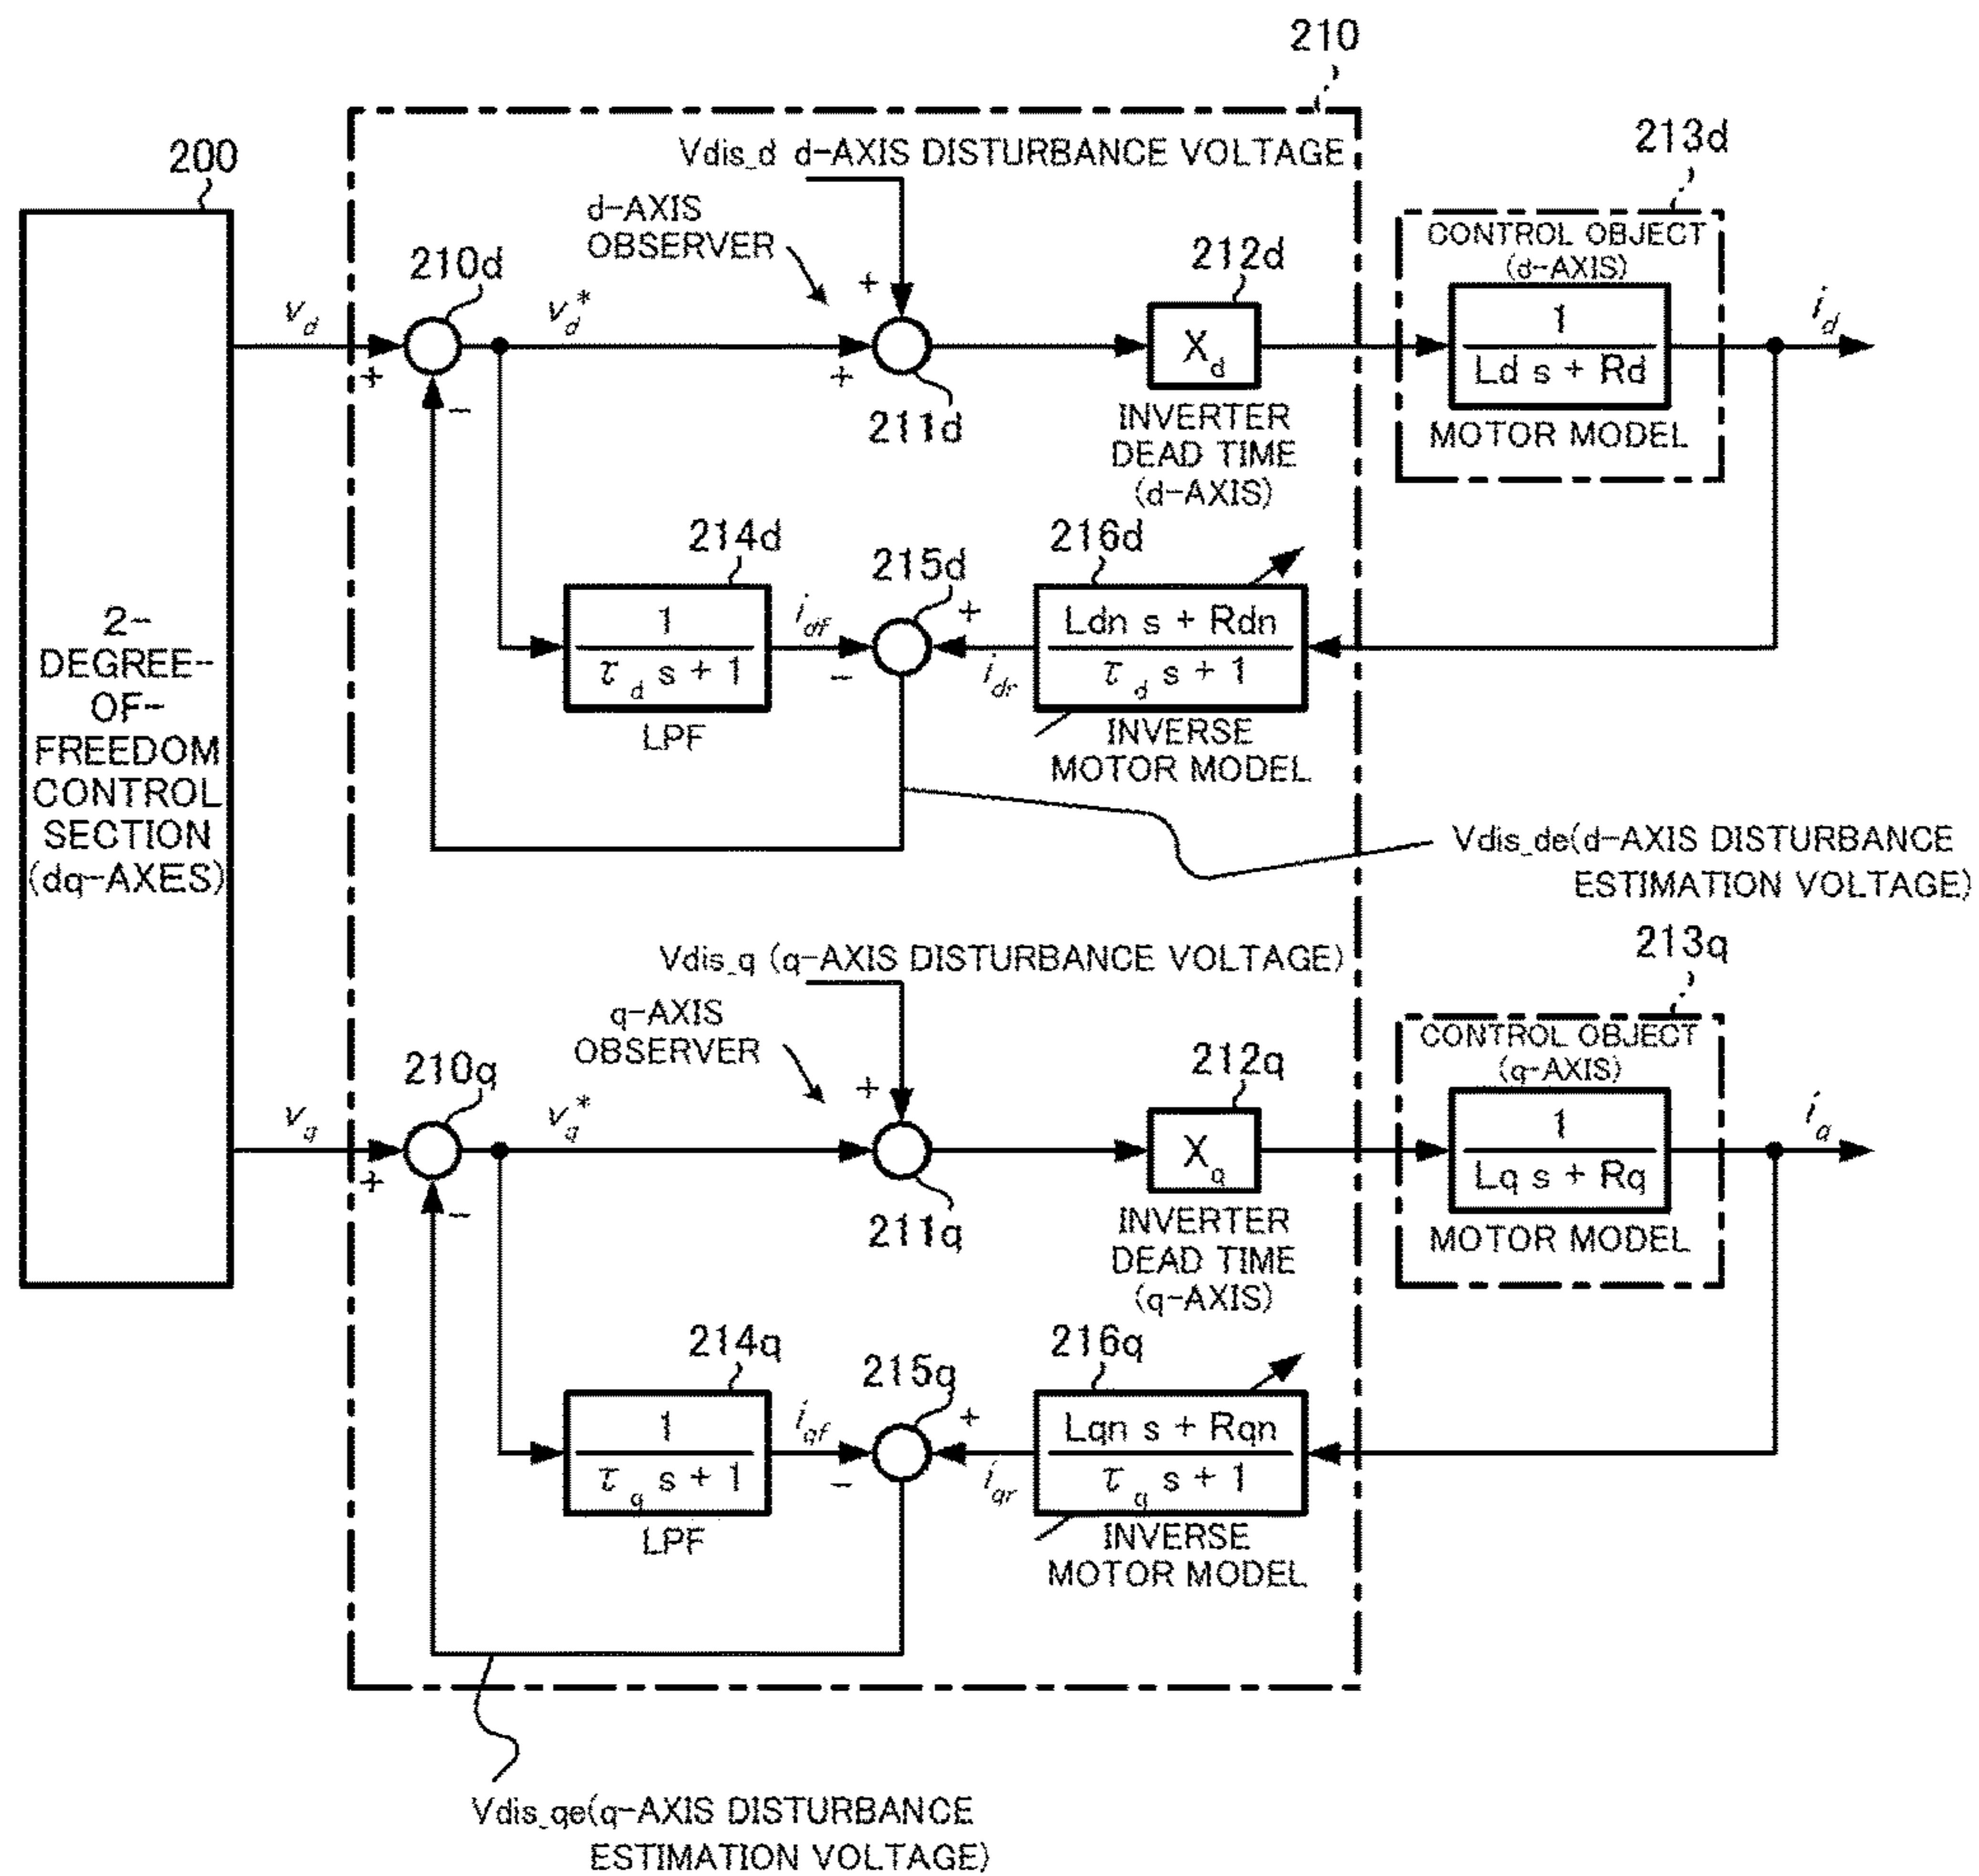 210
200
Vdis_d d-AXIS DISTURBANCE VOLTAGE
213d
d-AXIS
OBSERVER
210d
212d
CONTROL OBJECT
(d-AXIS)
v_d
v_d^*
+
+
+
-
X_d
1
Ld s + Rd
i_d
211d
INVERTER
DEAD TIME
(d-AXIS)
MOTOR MODEL
214d
215d
216d
2-
DEGREE-
OF-
FREEDOM
CONTROL
SECTION
(dq-AXES)
1
τ_d s + 1
i_df
-
+
i_dr
Ldn s + Rdn
τ_d s + 1
LPF
INVERSE
MOTOR MODEL
Vdis_de(d-AXIS DISTURBANCE
ESTIMATION VOLTAGE)
Vdis_q (q-AXIS DISTURBANCE VOLTAGE)
213q
q-AXIS
OBSERVER
210q
212q
CONTROL OBJECT
(q-AXIS)
v_q
v_q^*
+
+
-
X_q
1
Lq s + Rq
i_q
211q
INVERTER
DEAD TIME
(q-AXIS)
MOTOR MODEL
214q
215q
216q
1
τ_q s + 1
i_qf
-
+
i_qr
Lqn s + Rqn
τ_q s + 1
LPF
INVERSE
MOTOR MODEL
Vdis_qe(q-AXIS DISTURBANCE
ESTIMATION VOLTAGE)